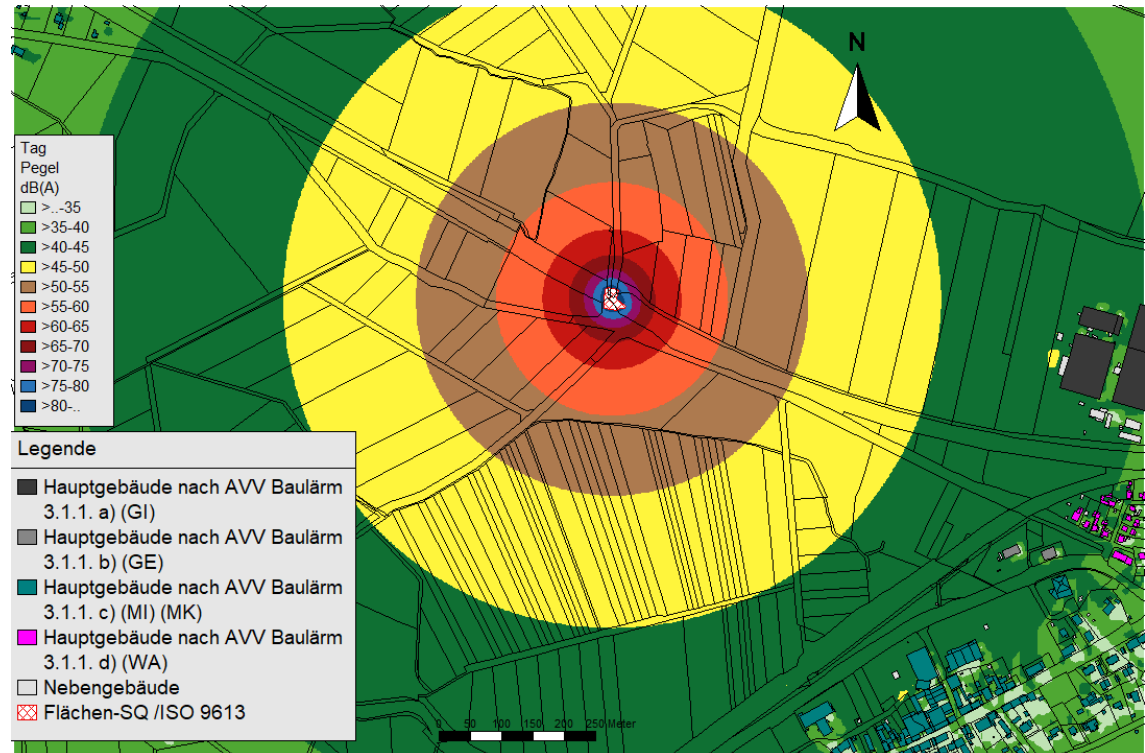 N
Tag
Pegel
dB(A)
>..-35
>35-40
>40-45
>45-50
>50-55
>55-60
>60-65
>65-70
>70-75
>75-80
>80-..
Legende
Hauptgebäude nach AVV Baulärm
3.1.1. a) (GI)
Hauptgebäude nach AVV Baulärm
3.1.1. b) (GE)
Hauptgebäude nach AVV Baulärm
3.1.1. c) (MI) (MK)
Hauptgebäude nach AVV Baulärm
3.1.1. d) (WA)
Nebengebäude
Flächen-SQ /ISO 9613
0 50 100 150 200 250 Meter